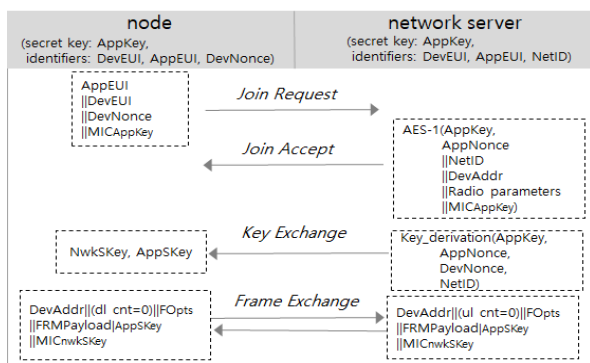 node
(secret key: AppKey,
identifiers: DevEUI, AppEUI, DevNonce)
network server
(secret key: AppKey,
identifiers: DevEUI, AppEUI, NetID)
AppEUI
||DevEUI
||DevNonce
||MICAppKey
Join Request
Join Accept
AES-1(AppKey,
AppNonce
||NetID
||DevAddr
||Radio parameters
||MICAppKey)
Key Exchange
NwkSKey, AppSKey
Key_derivation(AppKey,
AppNonce,
DevNonce,
NetID)
Frame Exchange
DevAddr||(dl cnt=0)||FOpts
||FRMPayload|AppSKey
||MICnwkSKey
DevAddr||(ul cnt=0)||FOpts
||FRMPayload|AppSKey
||MICnwkSKey